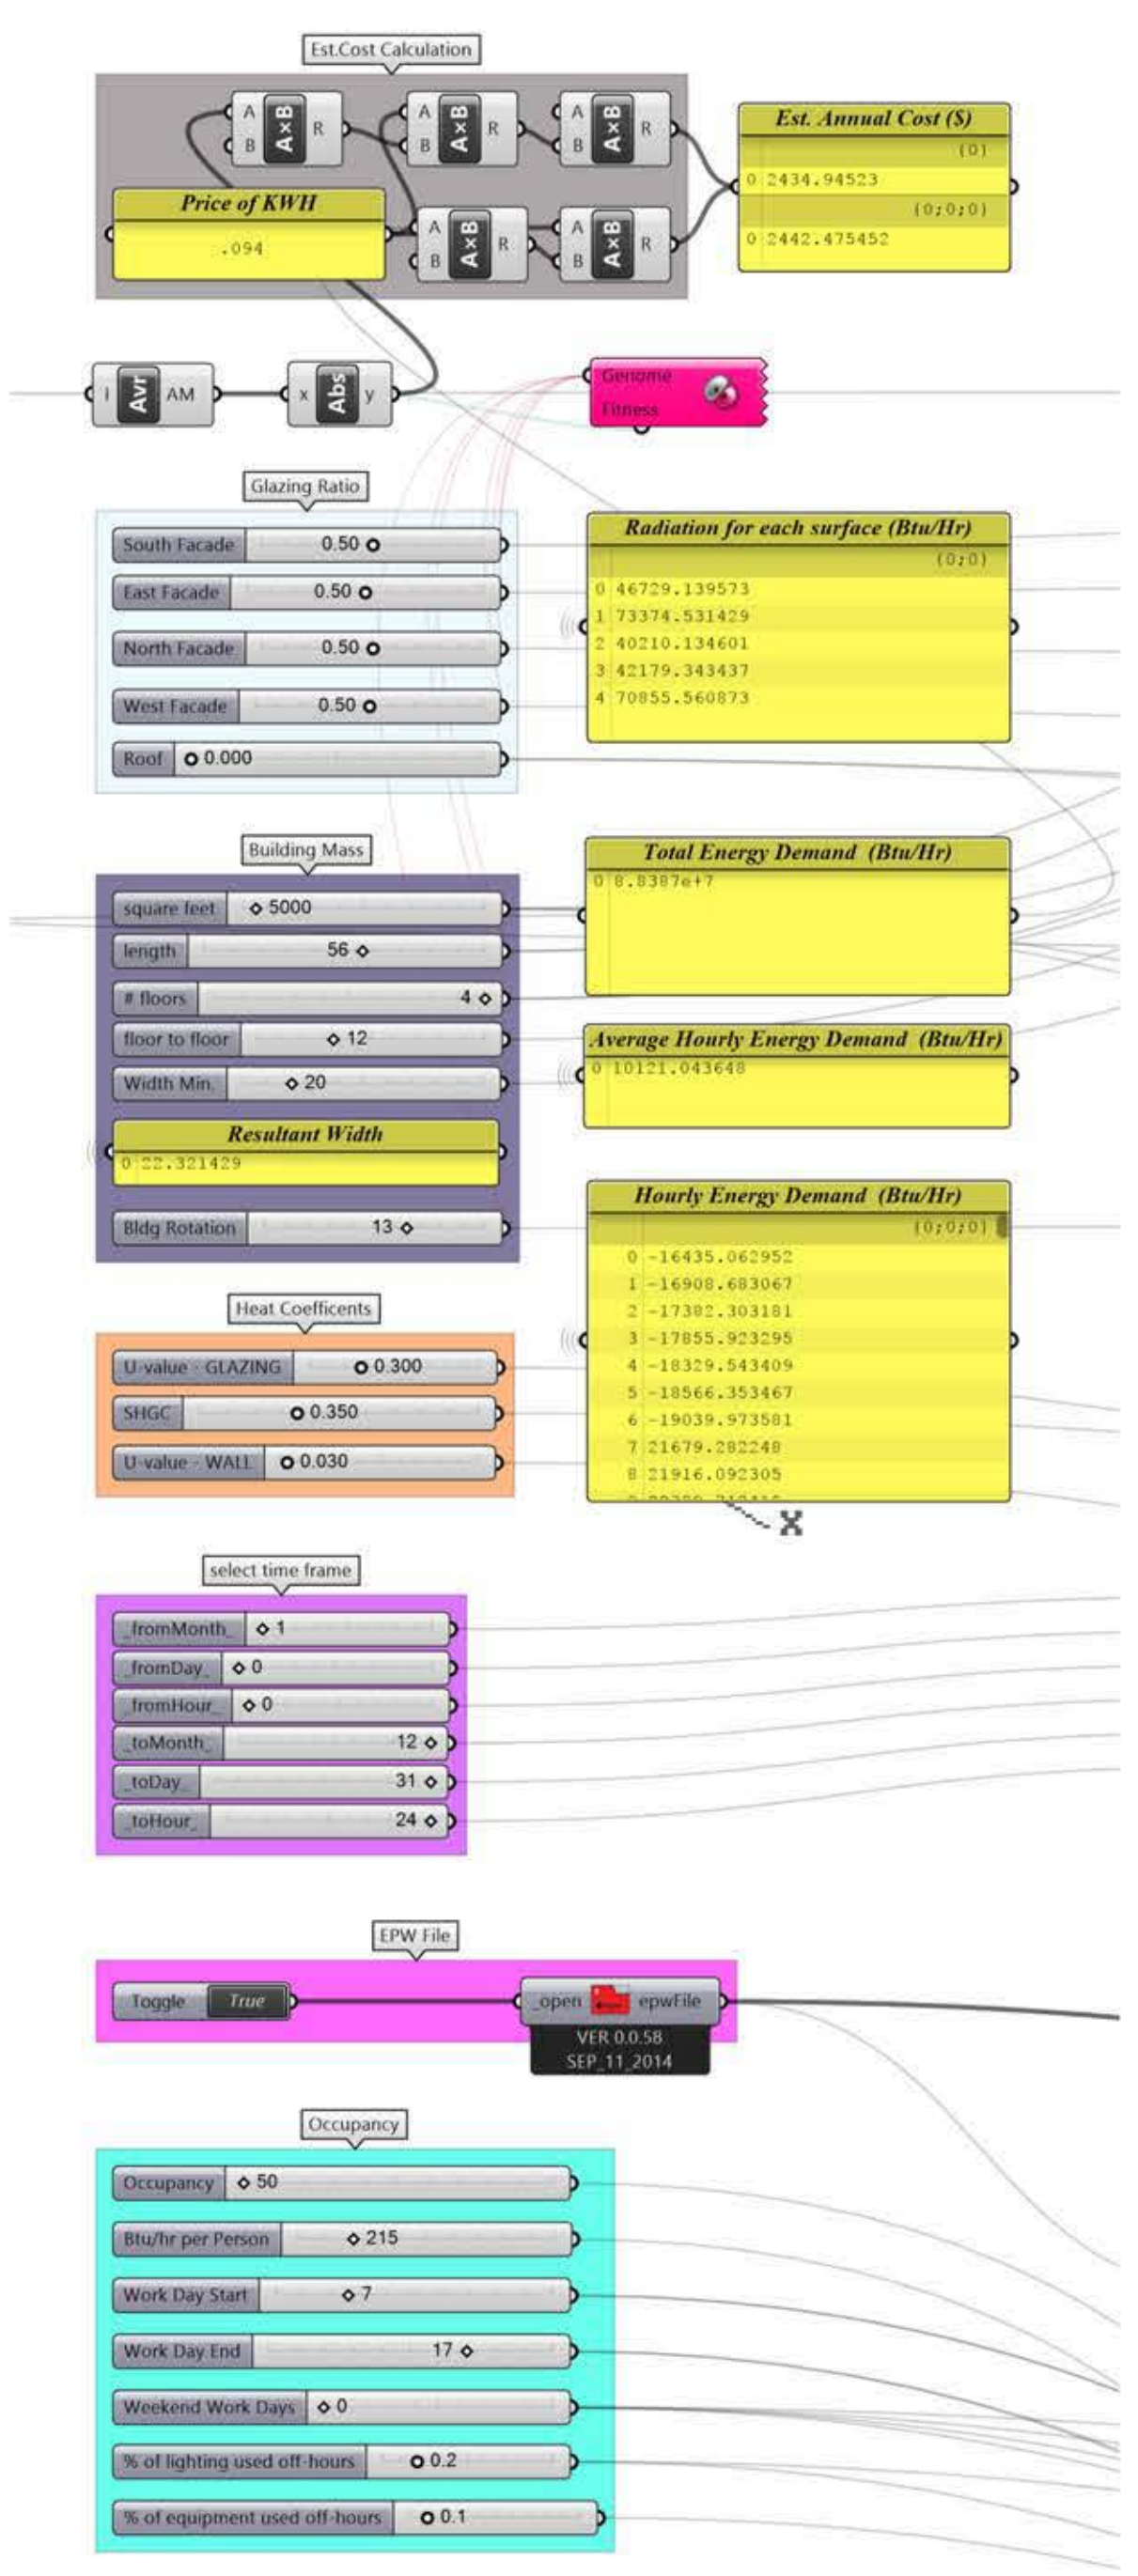 Est.Cost Calculation
A A×B R
B
A A×B R
B
A A×B R
B
Est. Annual Cost ($)
{0}
0 2434.94523
{0;0;0}
0 2442.475452
Price of KWH
.094
A A×B R
B
A A×B R
B
I Avr AM
x Abs y
Genome
Fitness
Glazing Ratio
South Facade 0.50
East Facade 0.50
North Facade 0.50
West Facade 0.50
Roof 0.000
Radiation for each surface (Btu/Hr)
{0;0}
0 46729.139573
1 73374.531429
2 40210.134601
3 42179.343437
4 70855.560873
Building Mass
square feet 5000
length 56
# floors 4
floor to floor 12
Width Min. 20
Resultant Width
0 22.321429
Bldg Rotation 13
Total Energy Demand (Btu/Hr)
0 8.8387e+7
Average Hourly Energy Demand (Btu/Hr)
0 10121.043648
Hourly Energy Demand (Btu/Hr)
{0;0;0}
0 -16435.062952
1 -16908.683067
2 -17382.303181
3 -17855.923295
4 -18329.543409
5 -18566.353467
6 -19039.973581
7 21679.282248
8 21916.092305
X
Heat Coefficents
U-value - GLAZING 0.300
SHGC 0.350
U-value - WALL 0.030
select time frame
_fromMonth_ 1
_fromDay_ 0
_fromHour_ 0
_toMonth_ 12
_toDay_ 31
_toHour_ 24
EPW File
Toggle True
_open epwFile
VER 0.0.58
SEP_11_2014
Occupancy
Occupancy 50
Btu/hr per Person 215
Work Day Start 7
Work Day End 17
Weekend Work Days 0
% of lighting used off-hours 0.2
% of equipment used off-hours 0.1